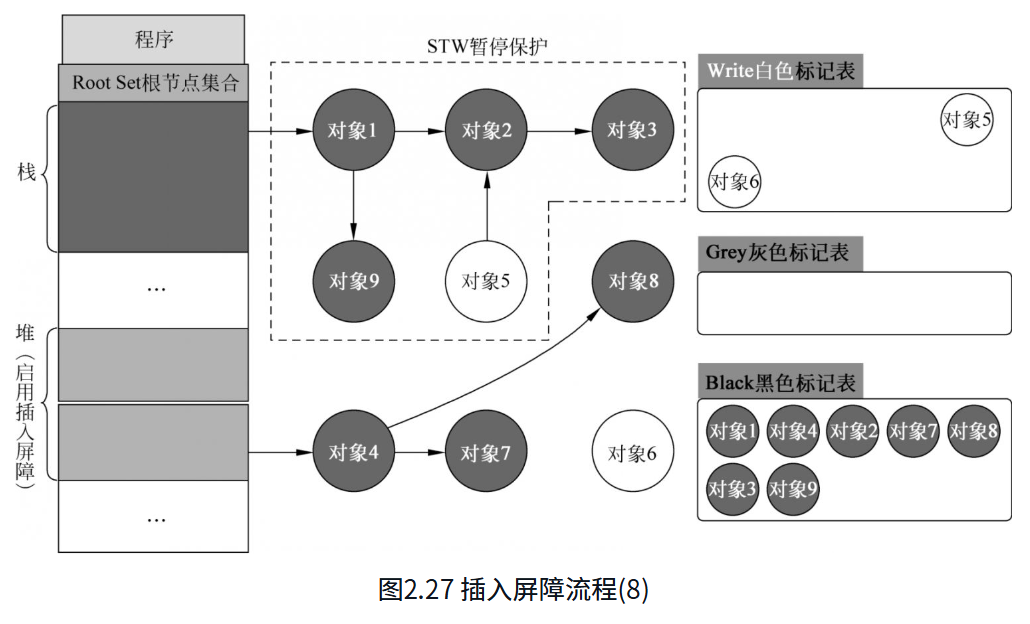 程序
Root Set根节点集合
栈
…
堆（启用插入屏障）
…
STW暂停保护
对象1
对象2
对象3
对象9
对象5
对象8
对象4
对象7
对象6
Write白色标记表
对象5
对象6
Grey灰色标记表
Black黑色标记表
对象1 对象4 对象2 对象7 对象8
对象3 对象9
图2.27 插入屏障流程(8)